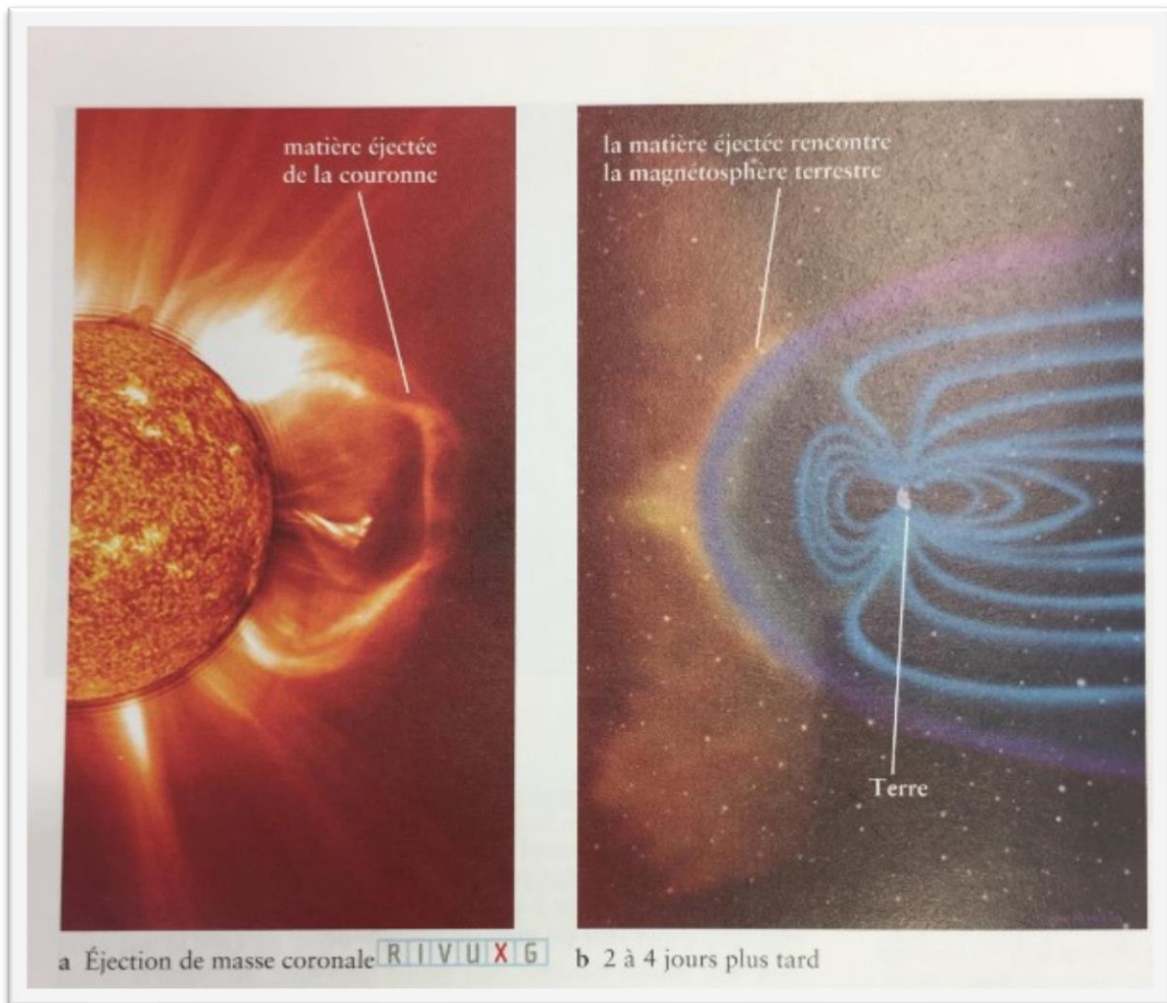 matière éjectée
de la couronne
la matière éjectée rencontre
la magnétosphère terrestre
Terre
a Éjection de masse coronale R I V U X G
b 2 à 4 jours plus tard